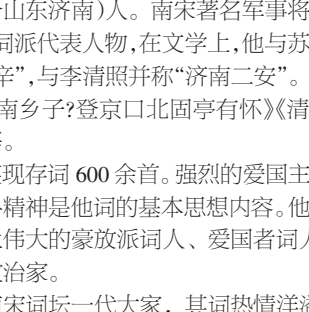 山东济南)人。南宋著名军事将
词派代表人物,在文学上,他与苏
辛”,与李清照并称“济南二安”。
南乡子?登京口北固亭有怀》《清
。
现存词 600 余首。强烈的爱国主
精神是他词的基本思想内容。他
伟大的豪放派词人、爱国者词人
治家。
宋词坛一代大家,其词热情洋溢